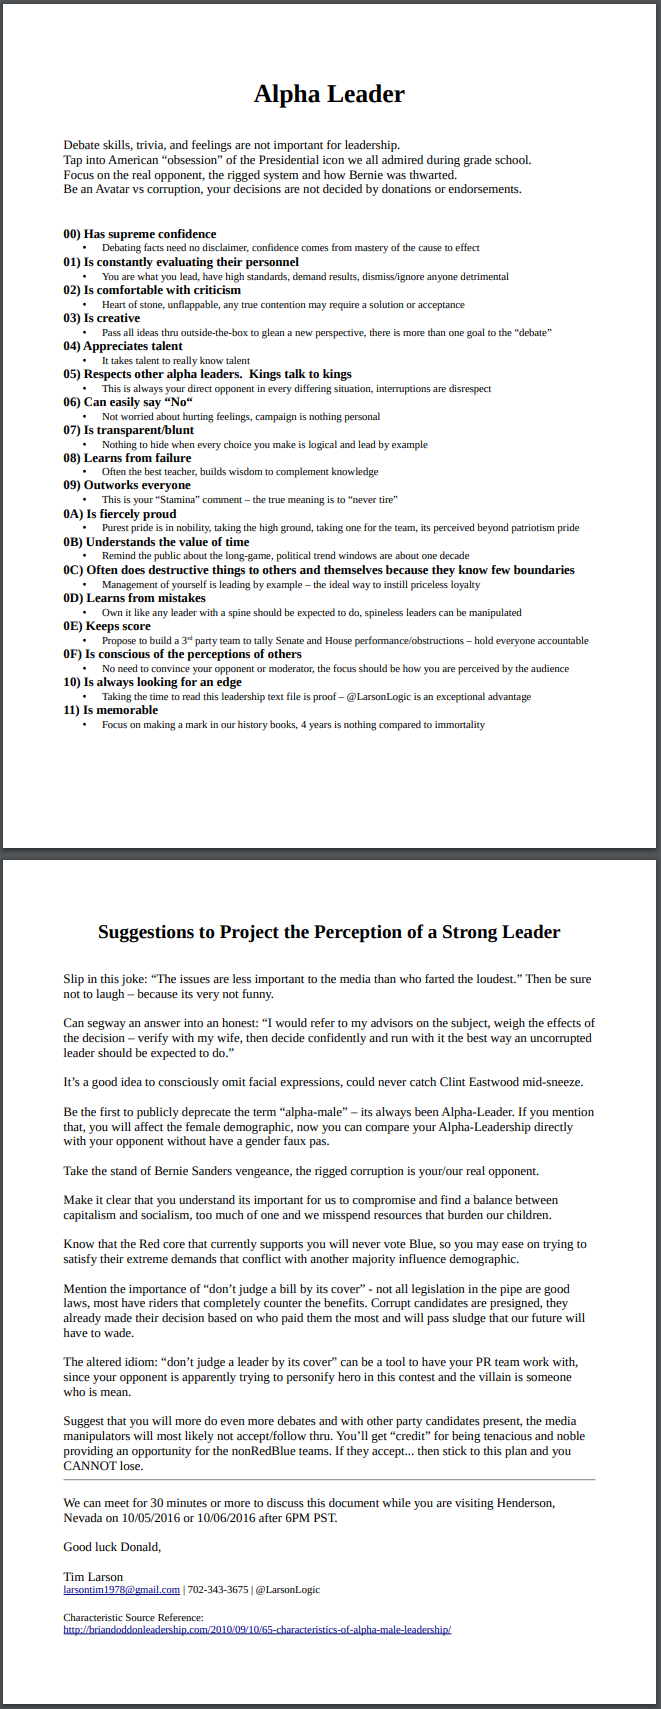 Alpha Leader
Debate skills, trivia, and feelings are not important for leadership.
Tap into American “obsession” of the Presidential icon we all admired during grade school.
Focus on the real opponent, the rigged system and how Bernie was thwarted.
Be an Avatar vs corruption, your decisions are not decided by donations or endorsements.
00) Has supreme confidence
• Debating facts need no disclaimer, confidence comes from mastery of the cause to effect
01) Is constantly evaluating their personnel
• You are what you lead, have high standards, demand results, dismiss/ignore anyone detrimental
02) Is comfortable with criticism
• Heart of stone, unflappable, any true contention may require a solution or acceptance
03) Is creative
• Pass all ideas thru outside-the-box to glean a new perspective, there is more than one goal to the “debate”
04) Appreciates talent
• It takes talent to really know talent
05) Respects other alpha leaders.  Kings talk to kings
• This is always your direct opponent in every differing situation, interruptions are disrespect
06) Can easily say “No“
• Not worried about hurting feelings, campaign is nothing personal
07) Is transparent/blunt
• Nothing to hide when every choice you make is logical and lead by example
08) Learns from failure
• Often the best teacher, builds wisdom to complement knowledge
09) Outworks everyone
• This is your “Stamina” comment – the true meaning is to “never tire”
0A) Is fiercely proud
• Purest pride is in nobility, taking the high ground, taking one for the team, its perceived beyond patriotism pride
0B) Understands the value of time
• Remind the public about the long-game, political trend windows are about one decade
0C) Often does destructive things to others and themselves because they know few boundaries
• Management of yourself is leading by example – the ideal way to instill priceless loyalty
0D) Learns from mistakes
• Own it like any leader with a spine should be expected to do, spineless leaders can be manipulated
0E) Keeps score
• Propose to build a 3rd party team to tally Senate and House performance/obstructions – hold everyone accountable
0F) Is conscious of the perceptions of others
• No need to convince your opponent or moderator, the focus should be how you are perceived by the audience
10) Is always looking for an edge
• Taking the time to read this leadership text file is proof – @LarsonLogic is an exceptional advantage
11) Is memorable
• Focus on making a mark in our history books, 4 years is nothing compared to immortality
Suggestions to Project the Perception of a Strong Leader
Slip in this joke: “The issues are less important to the media than who farted the loudest.” Then be sure
not to laugh – because its very not funny.
Can segway an answer into an honest: “I would refer to my advisors on the subject, weigh the effects of
the decision – verify with my wife, then decide confidently and run with it the best way an uncorrupted
leader should be expected to do.”
It’s a good idea to consciously omit facial expressions, could never catch Clint Eastwood mid-sneeze.
Be the first to publicly deprecate the term “alpha-male” – its always been Alpha-Leader. If you mention
that, you will affect the female demographic, now you can compare your Alpha-Leadership directly
with your opponent without have a gender faux pas.
Take the stand of Bernie Sanders vengeance, the rigged corruption is your/our real opponent.
Make it clear that you understand its important for us to compromise and find a balance between
capitalism and socialism, too much of one and we misspend resources that burden our children.
Know that the Red core that currently supports you will never vote Blue, so you may ease on trying to
satisfy their extreme demands that conflict with another majority influence demographic.
Mention the importance of “don’t judge a bill by its cover” - not all legislation in the pipe are good
laws, most have riders that completely counter the benefits. Corrupt candidates are presigned, they
already made their decision based on who paid them the most and will pass sludge that our future will
have to wade.
The altered idiom: “don’t judge a leader by its cover” can be a tool to have your PR team work with,
since your opponent is apparently trying to personify hero in this contest and the villain is someone
who is mean.
Suggest that you will more do even more debates and with other party candidates present, the media
manipulators will most likely not accept/follow thru. You’ll get “credit” for being tenacious and noble
providing an opportunity for the nonRedBlue teams. If they accept... then stick to this plan and you
CANNOT lose.
We can meet for 30 minutes or more to discuss this document while you are visiting Henderson,
Nevada on 10/05/2016 or 10/06/2016 after 6PM PST.
Good luck Donald,
Tim Larson
larsontim1978@gmail.com | 702-343-3675 | @LarsonLogic
Characteristic Source Reference:
http://briandoddonleadership.com/2010/09/10/65-characteristics-of-alpha-male-leadership/